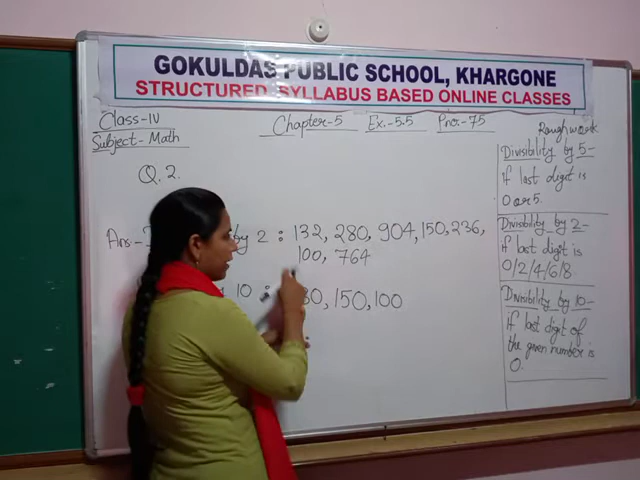 GOKULDAS PUBLIC SCHOOL, KHARGONE
STRUCTURED, SYLLABUS BASED ONLINE CLASSES
Class-IV
Subject-Math
Chapter-5 Ex.-5.5 Pno.-75
Q. 2.
Ans- by 2 : 132, 280, 904, 150, 236,
100, 764
10 : 80, 150, 100
Rough work
Divisibility by 5-
if last digit is
0 or 5.
Divisibility by 2-
if last digit is
0/2/4/6/8.
Divisibility by 10-
if last digit of
the given number is
0.